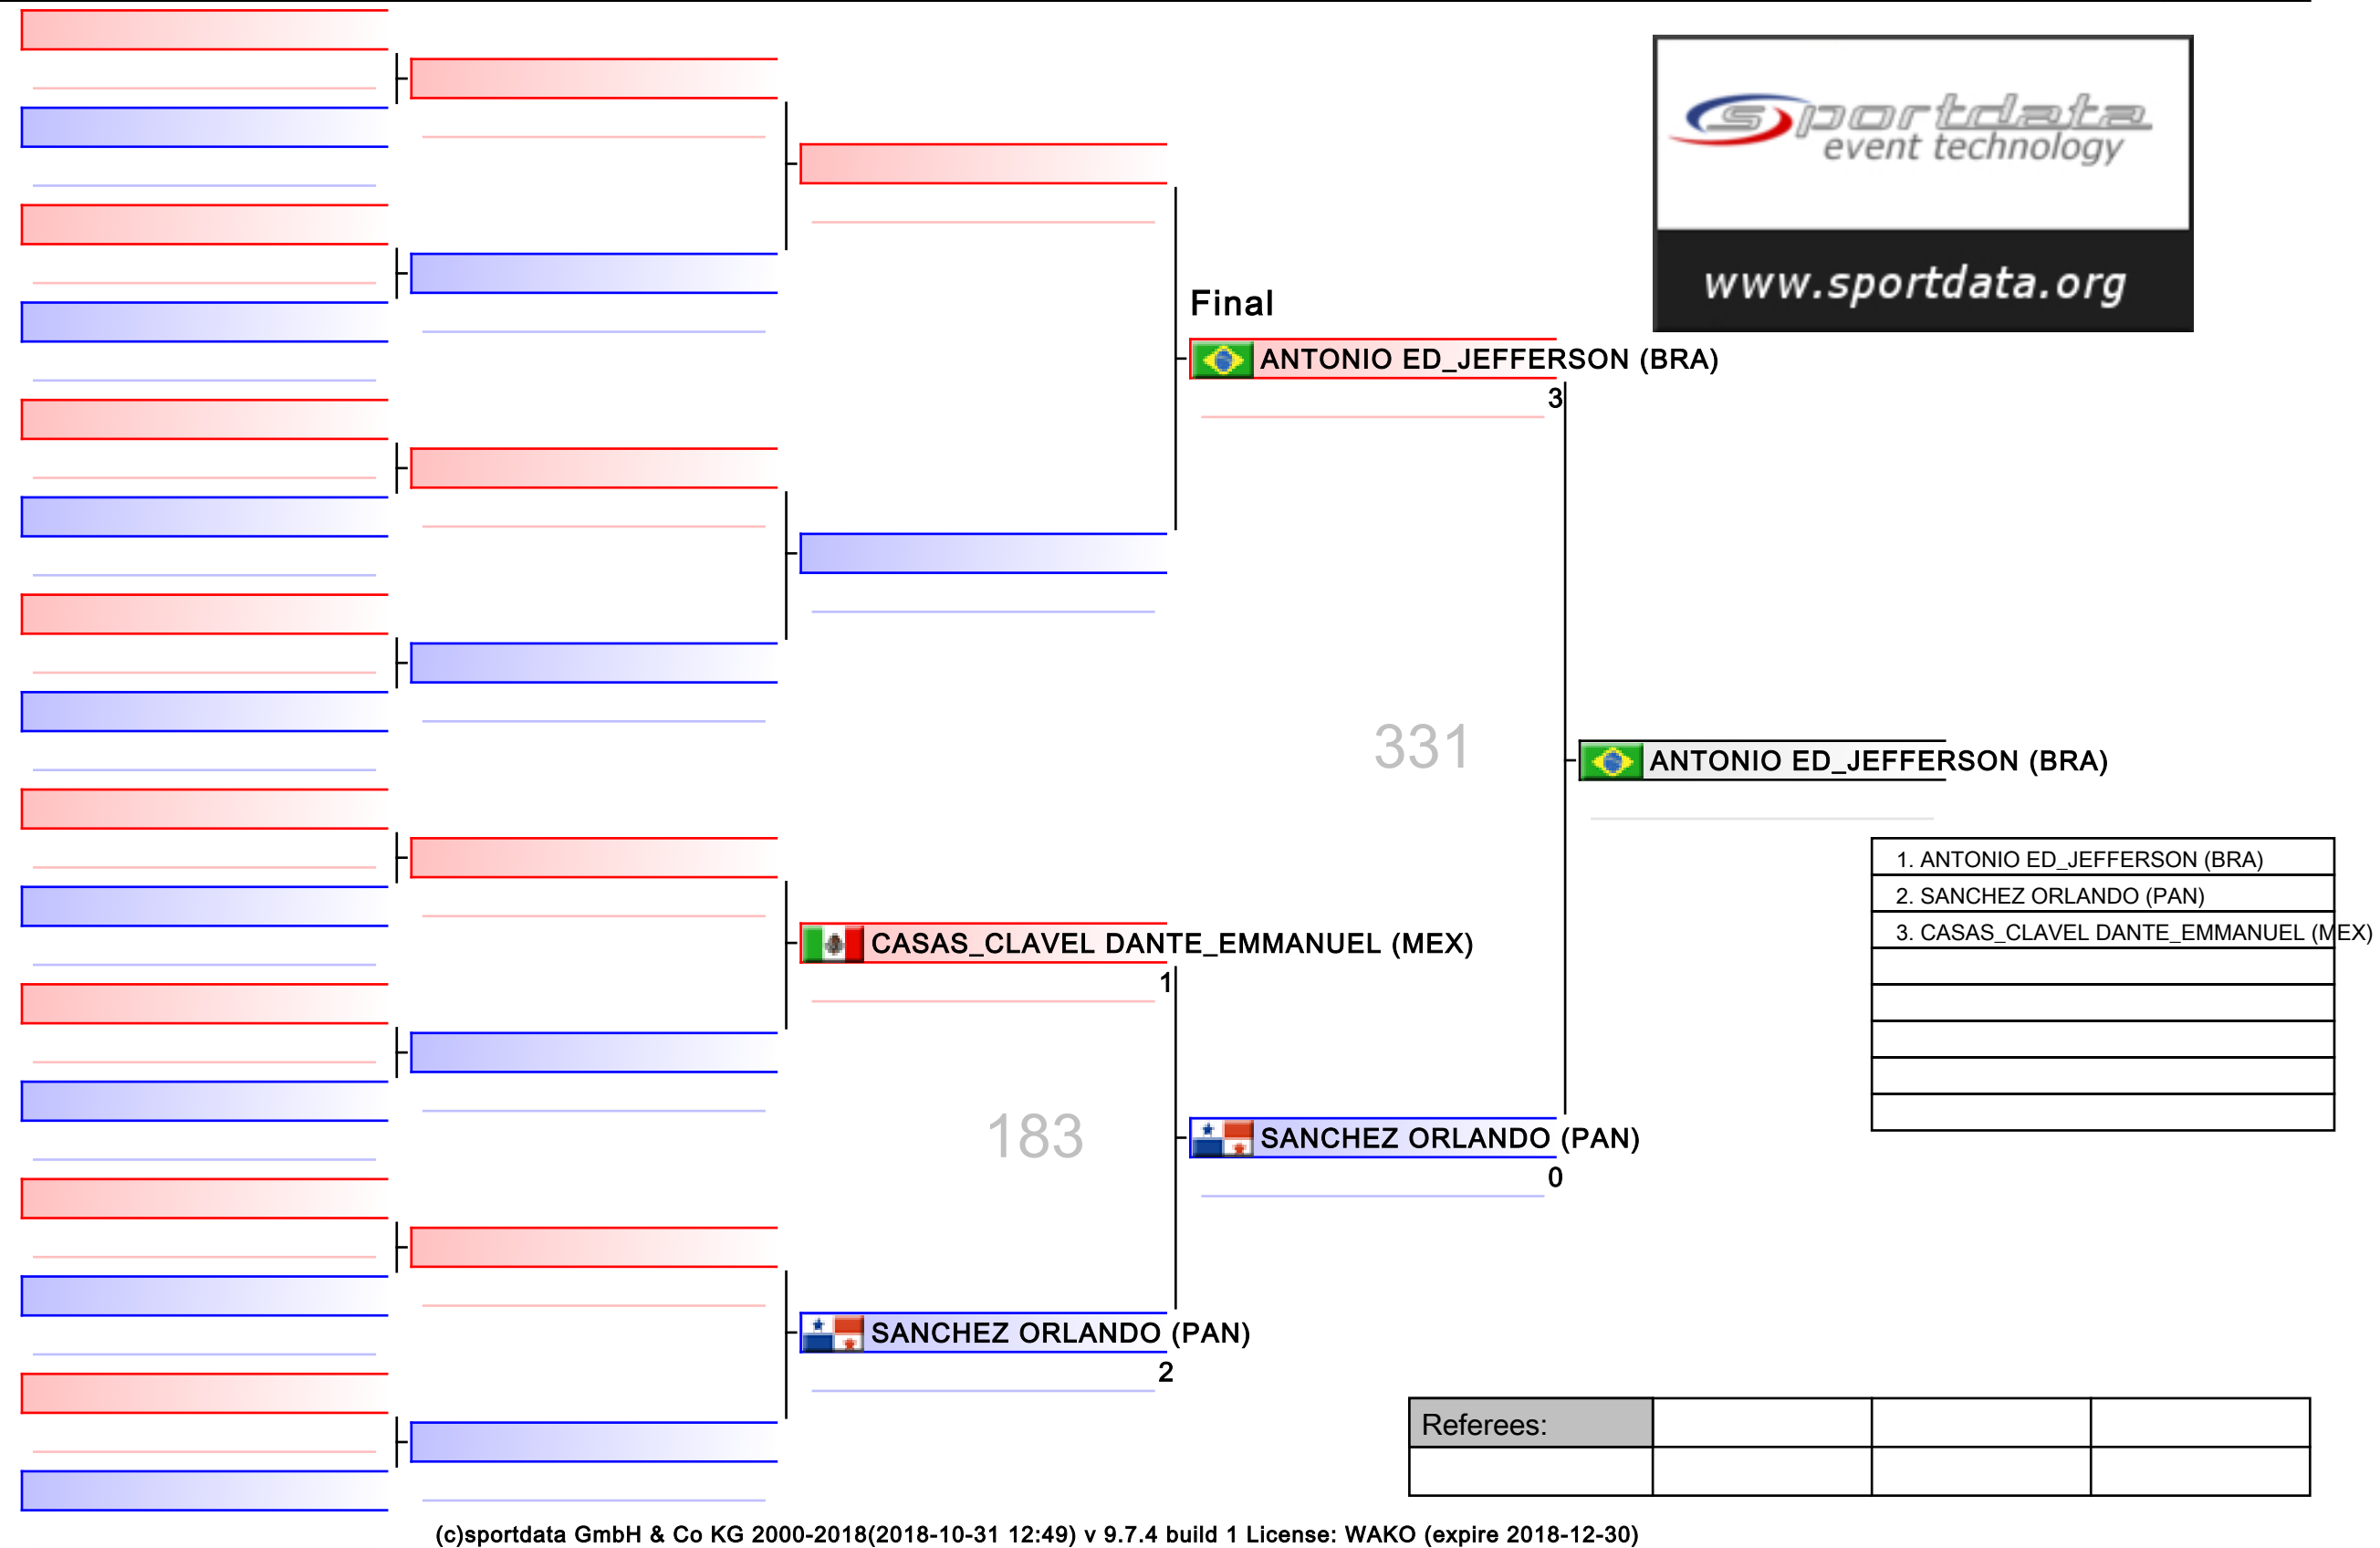 sportdata
event technology
www.sportdata.org
Final
ANTONIO ED_JEFFERSON (BRA)
3
331
ANTONIO ED_JEFFERSON (BRA)
1. ANTONIO ED_JEFFERSON (BRA)
2. SANCHEZ ORLANDO (PAN)
3. CASAS_CLAVEL DANTE_EMMANUEL (MEX)
CASAS_CLAVEL DANTE_EMMANUEL (MEX)
1
183
SANCHEZ ORLANDO (PAN)
0
SANCHEZ ORLANDO (PAN)
2
Referees:
(c)sportdata GmbH & Co KG 2000-2018(2018-10-31 12:49) v 9.7.4 build 1 License: WAKO (expire 2018-12-30)